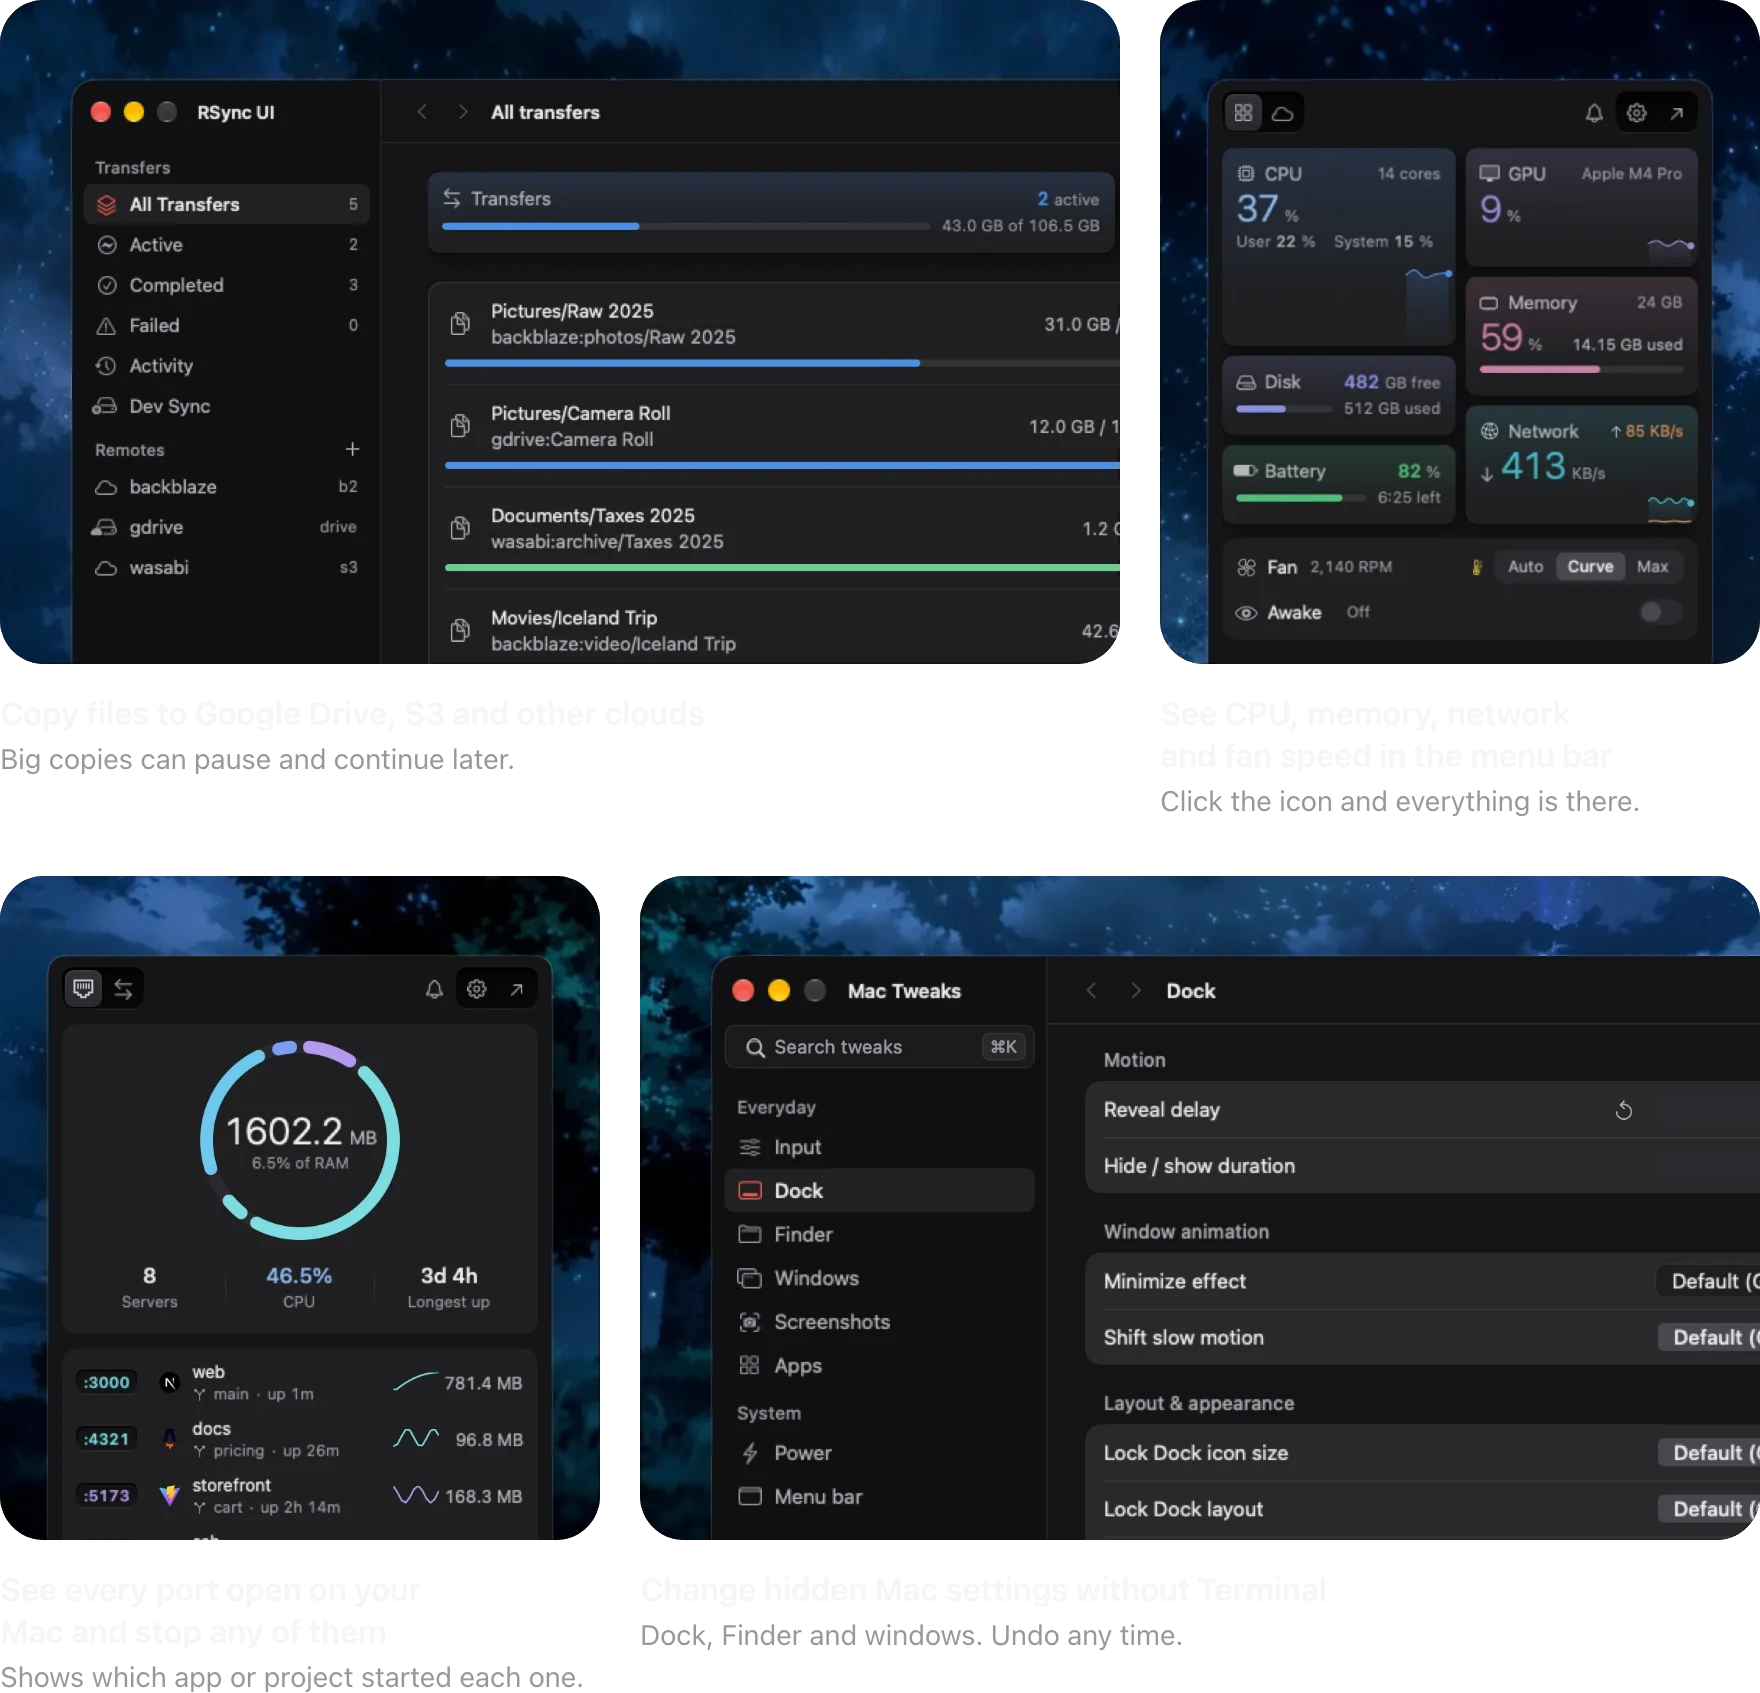 RSync UI
All transfers
Transfers
All Transfers 5
Active 2
Completed 3
Failed 0
Activity
Dev Sync
Remotes +
backblaze b2
gdrive drive
wasabi s3
Transfers 2 active
43.0 GB of 106.5 GB
Pictures/Raw 2025
backblaze:photos/Raw 2025
31.0 GB /
Pictures/Camera Roll
gdrive:Camera Roll
12.0 GB / 1
Documents/Taxes 2025
wasabi:archive/Taxes 2025
1.2
Movies/Iceland Trip
backblaze:video/Iceland Trip
42.6
Copy files to Google Drive, S3 and other clouds
Big copies can pause and continue later.
CPU 14 cores
37 %
User 22 % System 15 %
GPU Apple M4 Pro
9 %
Memory 24 GB
59 % 14.15 GB used
Disk 482 GB free
512 GB used
Network ↑ 85 KB/s
↓ 413 KB/s
Battery 82 %
6:25 left
Fan 2,140 RPM Auto Curve Max
Awake Off
See CPU, memory, network
and fan speed in the menu bar
Click the icon and everything is there.
1602.2 MB
6.5% of RAM
8 46.5% 3d 4h
Servers CPU Longest up
:3000 N web 781.4 MB
main · up 1m
:4321 docs 96.8 MB
pricing · up 26m
:5173 storefront 168.3 MB
cart · up 2h 14m
See every port open on your
Mac and stop any of them
Shows which app or project started each one.
Mac Tweaks
Search tweaks ⌘K
Everyday
Input
Dock
Finder
Windows
Screenshots
Apps
System
Power
Menu bar
Dock
Motion
Reveal delay
Hide / show duration
Window animation
Minimize effect Default (
Shift slow motion Default (
Layout & appearance
Lock Dock icon size Default (
Lock Dock layout Default (
Change hidden Mac settings without Terminal
Dock, Finder and windows. Undo any time.